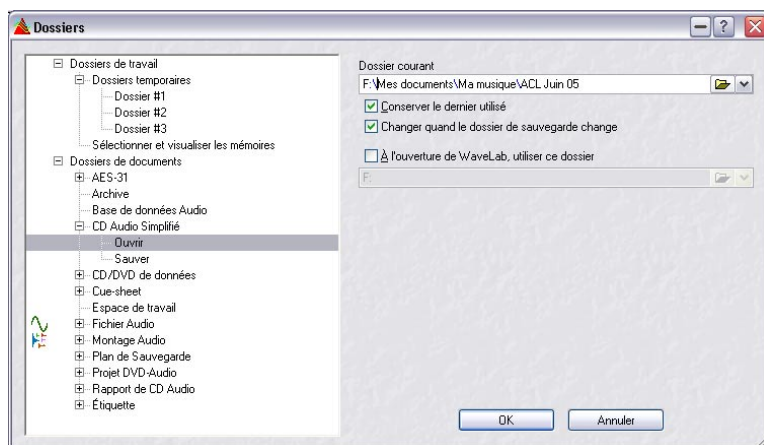 Dossiers
Dossiers de travail
Dossiers temporaires
Dossier #1
Dossier #2
Dossier #3
Sélectionner et visualiser les mémoires
Dossiers de documents
AES-31
Archive
Base de données Audio
CD Audio Simplifié
Ouvrir
Sauver
CD/DVD de données
Cue-sheet
Espace de travail
Fichier Audio
Montage Audio
Plan de Sauvegarde
Projet DVD-Audio
Rapport de CD Audio
Étiquette
Dossier courant
F:\Mes documents\Ma musique\ACL Juin 05
Conserver le dernier utilisé
Changer quand le dossier de sauvegarde change
À l'ouverture de WaveLab, utiliser ce dossier
F:
OK
Annuler